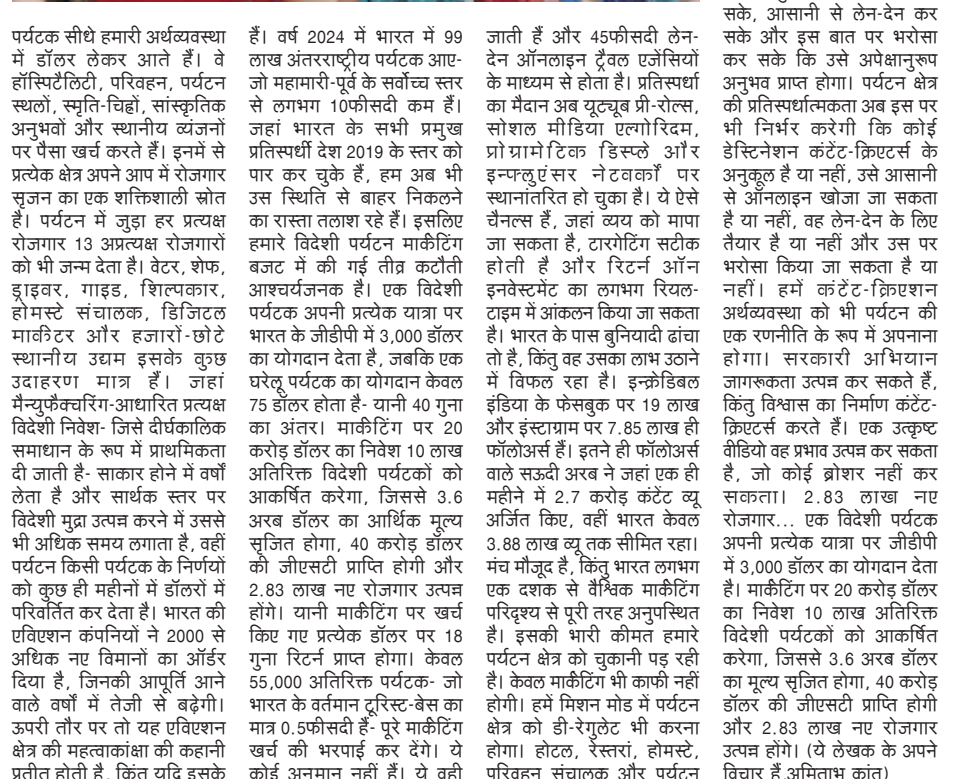 पर्यटक सीधे हमारी अर्थव्यवस्था
में डॉलर लेकर आते हैं। वे
हॉस्पिटैलिटी, परिवहन, पर्यटन
स्थलों, स्मृति-चिह्नों, सांस्कृतिक
अनुभवों और स्थानीय व्यंजनों
पर पैसा खर्च करते हैं। इनमें से
प्रत्येक क्षेत्र अपने आप में रोजगार
सृजन का एक शक्तिशाली स्रोत
है। पर्यटन में जुड़ा हर प्रत्यक्ष
रोजगार 13 अप्रत्यक्ष रोजगारों
को भी जन्म देता है। वेटर, शेफ,
ड्राइवर, गाइड, शिल्पकार,
होमस्टे संचालक, डिजिटल
मार्केटर और हजारों-छोटे
स्थानीय उद्यम इसके कुछ
उदाहरण मात्र हैं। जहां
मैन्युफैक्चरिंग-आधारित प्रत्यक्ष
विदेशी निवेश- जिसे दीर्घकालिक
समाधान के रूप में प्राथमिकता
दी जाती है- साकार होने में वर्षों
लेता है और सार्थक स्तर पर
विदेशी मुद्रा उत्पन्न करने में उससे
भी अधिक समय लगाता है, वहीं
पर्यटन किसी पर्यटक के निर्णयों
को कुछ ही महीनों में डॉलरों में
परिवर्तित कर देता है। भारत की
एविएशन कंपनियों ने 2000 से
अधिक नए विमानों का ऑर्डर
दिया है, जिनकी आपूर्ति आने
वाले वर्षों में तेजी से बढ़ेगी।
ऊपरी तौर पर तो यह एविएशन
क्षेत्र की महत्वाकांक्षा की कहानी
प्रतीत होती है, किंतु यदि इसके
हैं। वर्ष 2024 में भारत में 99
लाख अंतरराष्ट्रीय पर्यटक आए-
जो महामारी-पूर्व के सर्वोच्च स्तर
से लगभग 10फीसदी कम हैं।
जहां भारत के सभी प्रमुख
प्रतिस्पर्धी देश 2019 के स्तर को
पार कर चुके हैं, हम अब भी
उस स्थिति से बाहर निकलने
का रास्ता तलाश रहे हैं। इसलिए
हमारे विदेशी पर्यटन मार्केटिंग
बजट में की गई तीव्र कटौती
आश्चर्यजनक है। एक विदेशी
पर्यटक अपनी प्रत्येक यात्रा पर
भारत के जीडीपी में 3,000 डॉलर
का योगदान देता है, जबकि एक
घरेलू पर्यटक का योगदान केवल
75 डॉलर होता है- यानी 40 गुना
का अंतर। मार्केटिंग पर 20
करोड़ डॉलर का निवेश 10 लाख
अतिरिक्त विदेशी पर्यटकों को
आकर्षित करेगा, जिससे 3.6
अरब डॉलर का आर्थिक मूल्य
सृजित होगा, 40 करोड़ डॉलर
की जीएसटी प्राप्ति होगी और
2.83 लाख नए रोजगार उत्पन्न
होंगे। यानी मार्केटिंग पर खर्च
किए गए प्रत्येक डॉलर पर 18
गुना रिटर्न प्राप्त होगा। केवल
55,000 अतिरिक्त पर्यटक- जो
भारत के वर्तमान टूरिस्ट-बेस का
मात्र 0.5फीसदी हैं- पूरे मार्केटिंग
खर्च की भरपाई कर देंगे। ये
कोई अनुमान नहीं हैं। ये वही
जाती हैं और 45फीसदी लेन-
देन ऑनलाइन ट्रैवल एजेंसियों
के माध्यम से होता है। प्रतिस्पर्धा
का मैदान अब यूट्यूब प्री-रोल्स,
सोशल मीडिया एल्गोरिदम,
प्रोग्रामेटिक डिस्प्ले और
इन्फ्लुएंसर नेटवर्कों पर
स्थानांतरित हो चुका है। ये ऐसे
चैनल्स हैं, जहां व्यय को मापा
जा सकता है, टारगेटिंग सटीक
होती है और रिटर्न ऑन
इनवेस्टमेंट का लगभग रियल-
टाइम में आंकलन किया जा सकता
है। भारत के पास बुनियादी ढांचा
तो है, किंतु वह उसका लाभ उठाने
में विफल रहा है। इन्क्रेडिबल
इंडिया के फेसबुक पर 19 लाख
और इंस्टाग्राम पर 7.85 लाख ही
फॉलोअर्स हैं। इतने ही फॉलोअर्स
वाले सऊदी अरब ने जहां एक ही
महीने में 2.7 करोड़ कंटेंट व्यू
अर्जित किए, वहीं भारत केवल
3.88 लाख व्यू तक सीमित रहा।
मंच मौजूद है, किंतु भारत लगभग
एक दशक से वैश्विक मार्केटिंग
परिदृश्य से पूरी तरह अनुपस्थित
है। इसकी भारी कीमत हमारे
पर्यटन क्षेत्र को चुकानी पड़ रही
है। केवल मार्केटिंग भी काफी नहीं
होगी। हमें मिशन मोड में पर्यटन
क्षेत्र को डी-रेगुलेट भी करना
होगा। होटल, रेस्तरां, होमस्टे,
परिवहन संचालक और पर्यटन
सके, आसानी से लेन-देन कर
सके और इस बात पर भरोसा
कर सके कि उसे अपेक्षानुरूप
अनुभव प्राप्त होगा। पर्यटन क्षेत्र
की प्रतिस्पर्धात्मकता अब इस पर
भी निर्भर करेगी कि कोई
डेस्टिनेशन कंटेंट-क्रिएटर्स के
अनुकूल है या नहीं, उसे आसानी
से ऑनलाइन खोजा जा सकता
है या नहीं, वह लेन-देन के लिए
तैयार है या नहीं और उस पर
भरोसा किया जा सकता है या
नहीं। हमें कंटेंट-क्रिएशन
अर्थव्यवस्था को भी पर्यटन की
एक रणनीति के रूप में अपनाना
होगा। सरकारी अभियान
जागरूकता उत्पन्न कर सकते हैं,
किंतु विश्वास का निर्माण कंटेंट-
क्रिएटर्स करते हैं। एक उत्कृष्ट
वीडियो वह प्रभाव उत्पन्न कर सकता
है, जो कोई ब्रोशर नहीं कर
सकता। 2.83 लाख नए
रोजगार... एक विदेशी पर्यटक
अपनी प्रत्येक यात्रा पर जीडीपी
में 3,000 डॉलर का योगदान देता
है। मार्केटिंग पर 20 करोड़ डॉलर
का निवेश 10 लाख अतिरिक्त
विदेशी पर्यटकों को आकर्षित
करेगा, जिससे 3.6 अरब डॉलर
का मूल्य सृजित होगा, 40 करोड़
डॉलर की जीएसटी प्राप्ति होगी
और 2.83 लाख नए रोजगार
उत्पन्न होंगे। (ये लेखक के अपने
विचार हैं,अमिताभ कांत)